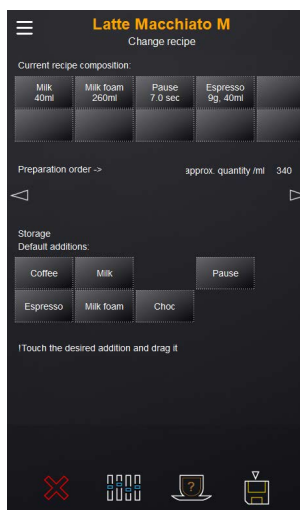 Latte Macchiato M
Change recipe
Current recipe composition:
Milk Milk foam Pause Espresso
40ml 260ml 7.0 sec 9g, 40ml
Preparation order -> approx. quantity /ml 340
Storage
Default additions:
Coffee Milk Pause
Espresso Milk foam Choc
!Touch the desired addition and drag it
?